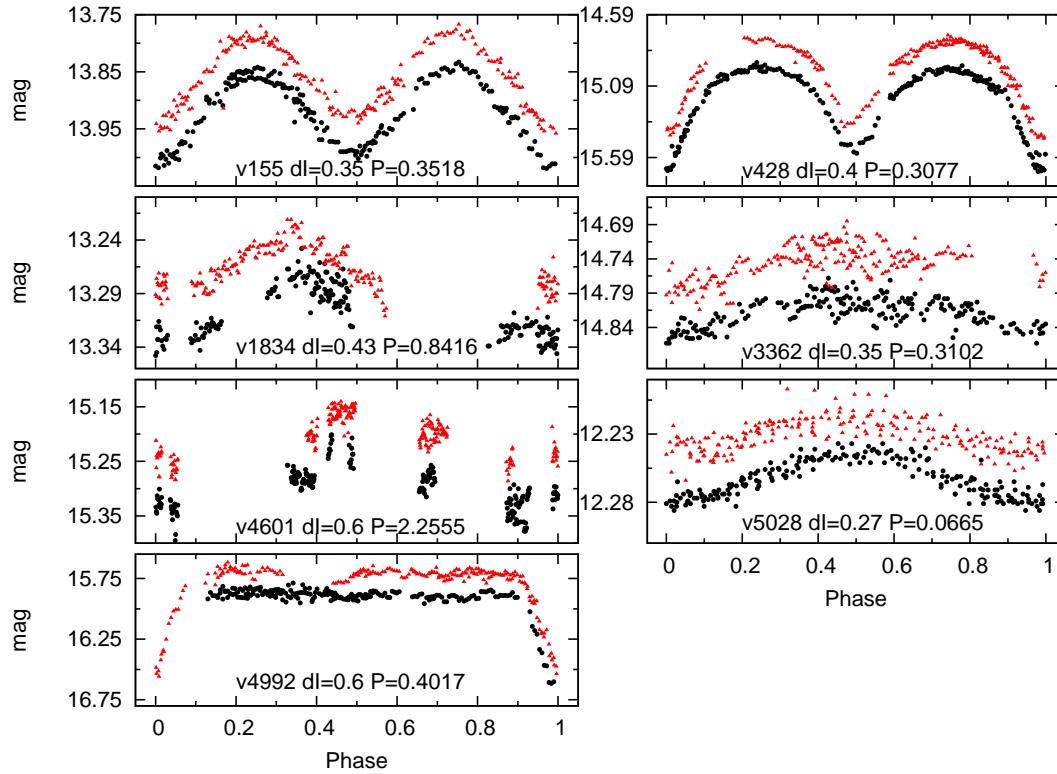 mag
13.75
13.85
13.95
v155 dI=0.35 P=0.3518
14.59
15.09
15.59
v428 dI=0.4 P=0.3077
mag
13.24
13.29
13.34
v1834 dI=0.43 P=0.8416
14.69
14.74
14.79
14.84
v3362 dI=0.35 P=0.3102
mag
15.15
15.25
15.35
v4601 dI=0.6 P=2.2555
12.23
12.28
v5028 dI=0.27 P=0.0665
0 0.2 0.4 0.6 0.8 1
Phase
mag
15.75
16.25
16.75
v4992 dI=0.6 P=0.4017
0 0.2 0.4 0.6 0.8 1
Phase